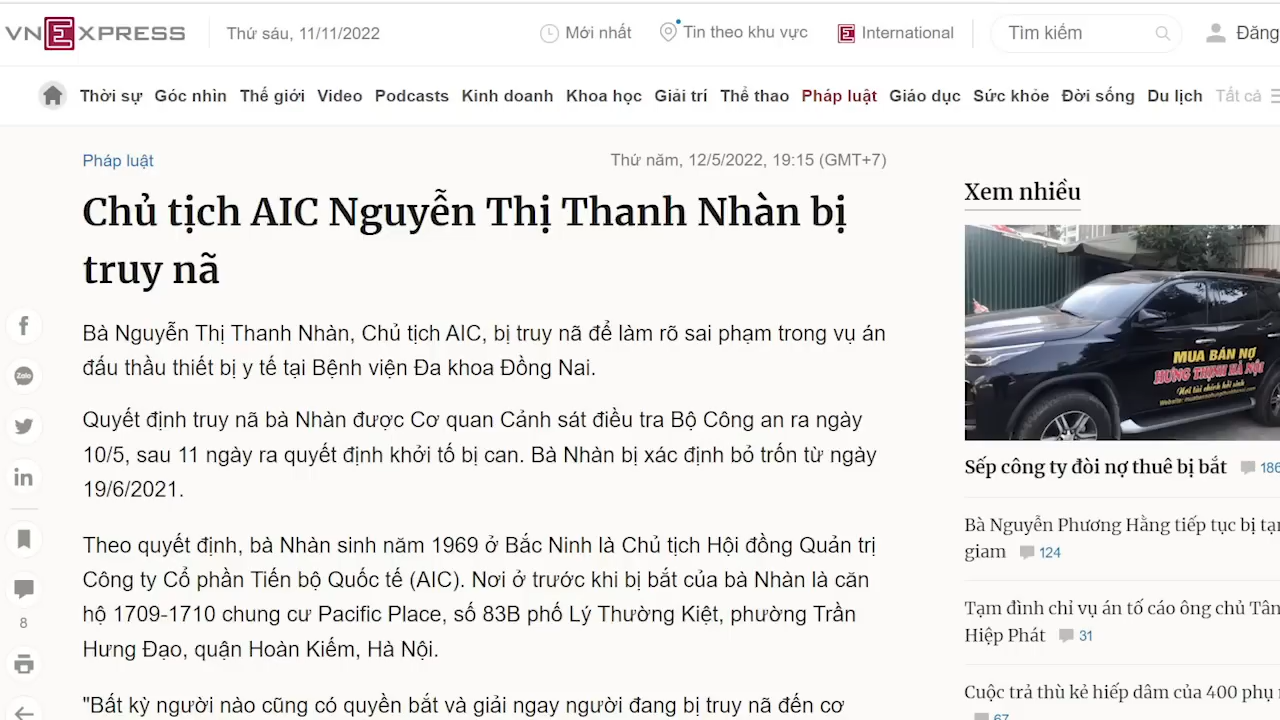 VNEXPRESS
Thứ sáu, 11/11/2022
Mới nhất
Tin theo khu vực
E International
Tìm kiếm
Đăng
Thời sự Góc nhìn Thế giới Video Podcasts Kinh doanh Khoa học Giải trí Thể thao Pháp luật Giáo dục Sức khỏe Đời sống Du lịch Tất cả
Pháp luật
Thứ năm, 12/5/2022, 19:15 (GMT+7)
Chủ tịch AIC Nguyễn Thị Thanh Nhàn bị
truy nã
Bà Nguyễn Thị Thanh Nhàn, Chủ tịch AIC, bị truy nã để làm rõ sai phạm trong vụ án
đấu thầu thiết bị y tế tại Bệnh viện Đa khoa Đồng Nai.
Quyết định truy nã bà Nhàn được Cơ quan Cảnh sát điều tra Bộ Công an ra ngày
10/5, sau 11 ngày ra quyết định khởi tố bị can. Bà Nhàn bị xác định bỏ trốn từ ngày
19/6/2021.
Theo quyết định, bà Nhàn sinh năm 1969 ở Bắc Ninh là Chủ tịch Hội đồng Quản trị
Công ty Cổ phần Tiến bộ Quốc tế (AIC). Nơi ở trước khi bị bắt của bà Nhàn là căn
hộ 1709-1710 chung cư Pacific Place, số 83B phố Lý Thường Kiệt, phường Trần
Hưng Đạo, quận Hoàn Kiếm, Hà Nội.
"Bất kỳ người nào cũng có quyền bắt và giải ngay người đang bị truy nã đến cơ
Zalo
8
Xem nhiều
MUA BÁN NỢ
HƯNG THỊNH HÀ NỘI
Nơi tài chính hồi sinh
Sếp công ty đòi nợ thuê bị bắt 186
Bà Nguyễn Phương Hằng tiếp tục bị tạ
giam 124
Tạm đình chỉ vụ án tố cáo ông chủ Tân
Hiệp Phát 31
Cuộc trả thù kẻ hiếp dâm của 400 phụ
67